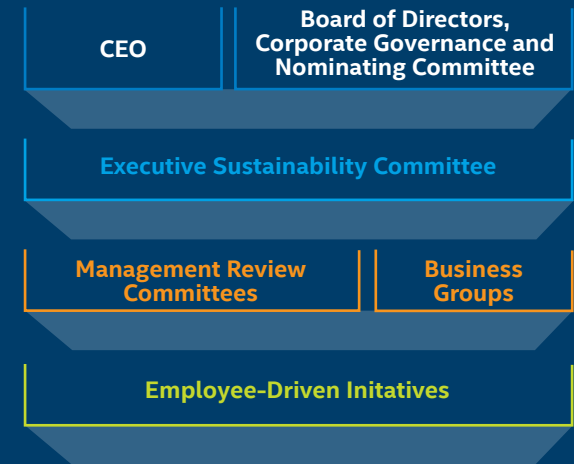 CEO
Board of Directors,
Corporate Governance and
Nominating Committee
Executive Sustainability Committee
Management Review
Committees
Business
Groups
Employee-Driven Initatives